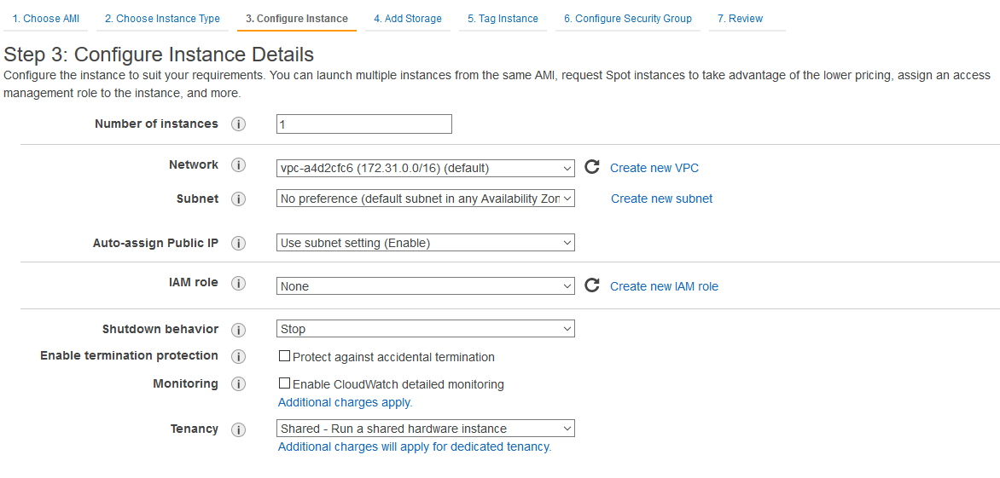 1. Choose AMI 2. Choose Instance Type 3. Configure Instance 4. Add Storage 5. Tag Instance 6. Configure Security Group 7. Review
Step 3: Configure Instance Details
Configure the instance to suit your requirements. You can launch multiple instances from the same AMI, request Spot instances to take advantage of the lower pricing, assign an access
management role to the instance, and more.
Number of instances i 1
Network i vpc-a4d2cfc6 (172.31.0.0/16) (default) Create new VPC
Subnet i No preference (default subnet in any Availability Zon Create new subnet
Auto-assign Public IP i Use subnet setting (Enable)
IAM role i None Create new IAM role
Shutdown behavior i Stop
Enable termination protection i Protect against accidental termination
Monitoring i Enable CloudWatch detailed monitoring
Additional charges apply.
Tenancy i Shared - Run a shared hardware instance
Additional charges will apply for dedicated tenancy.